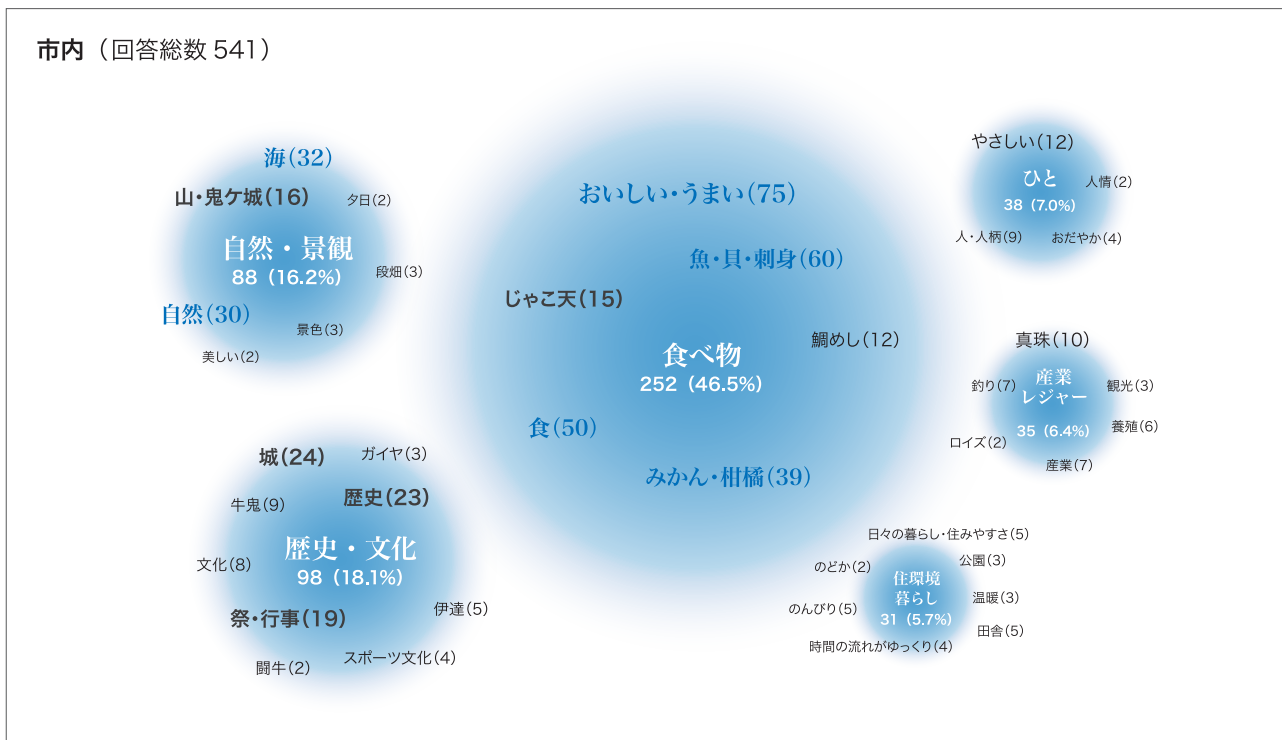 市内（回答総数 541）
海(32)
山・鬼ケ城(16)
夕日(2)
自然・景観
88（16.2%）
段畑(3)
自然(30)
景色(3)
美しい(2)
おいしい・うまい(75)
魚・貝・刺身(60)
じゃこ天(15)
鯛めし(12)
食べ物
252（46.5%）
食(50)
みかん・柑橘(39)
やさしい(12)
ひと
38（7.0%）
人情(2)
人・人柄(9)
おだやか(4)
真珠(10)
釣り(7)
産業
レジャー
観光(3)
35（6.4%）
養殖(6)
ロイズ(2)
産業(7)
城(24)
ガイヤ(3)
牛鬼(9)
歴史(23)
歴史・文化
98（18.1%）
文化(8)
伊達(5)
祭・行事(19)
闘牛(2)
スポーツ文化(4)
日々の暮らし・住みやすさ(5)
のどか(2)
公園(3)
住環境
暮らし
31（5.7%）
温暖(3)
のんびり(5)
田舎(5)
時間の流れがゆっくり(4)